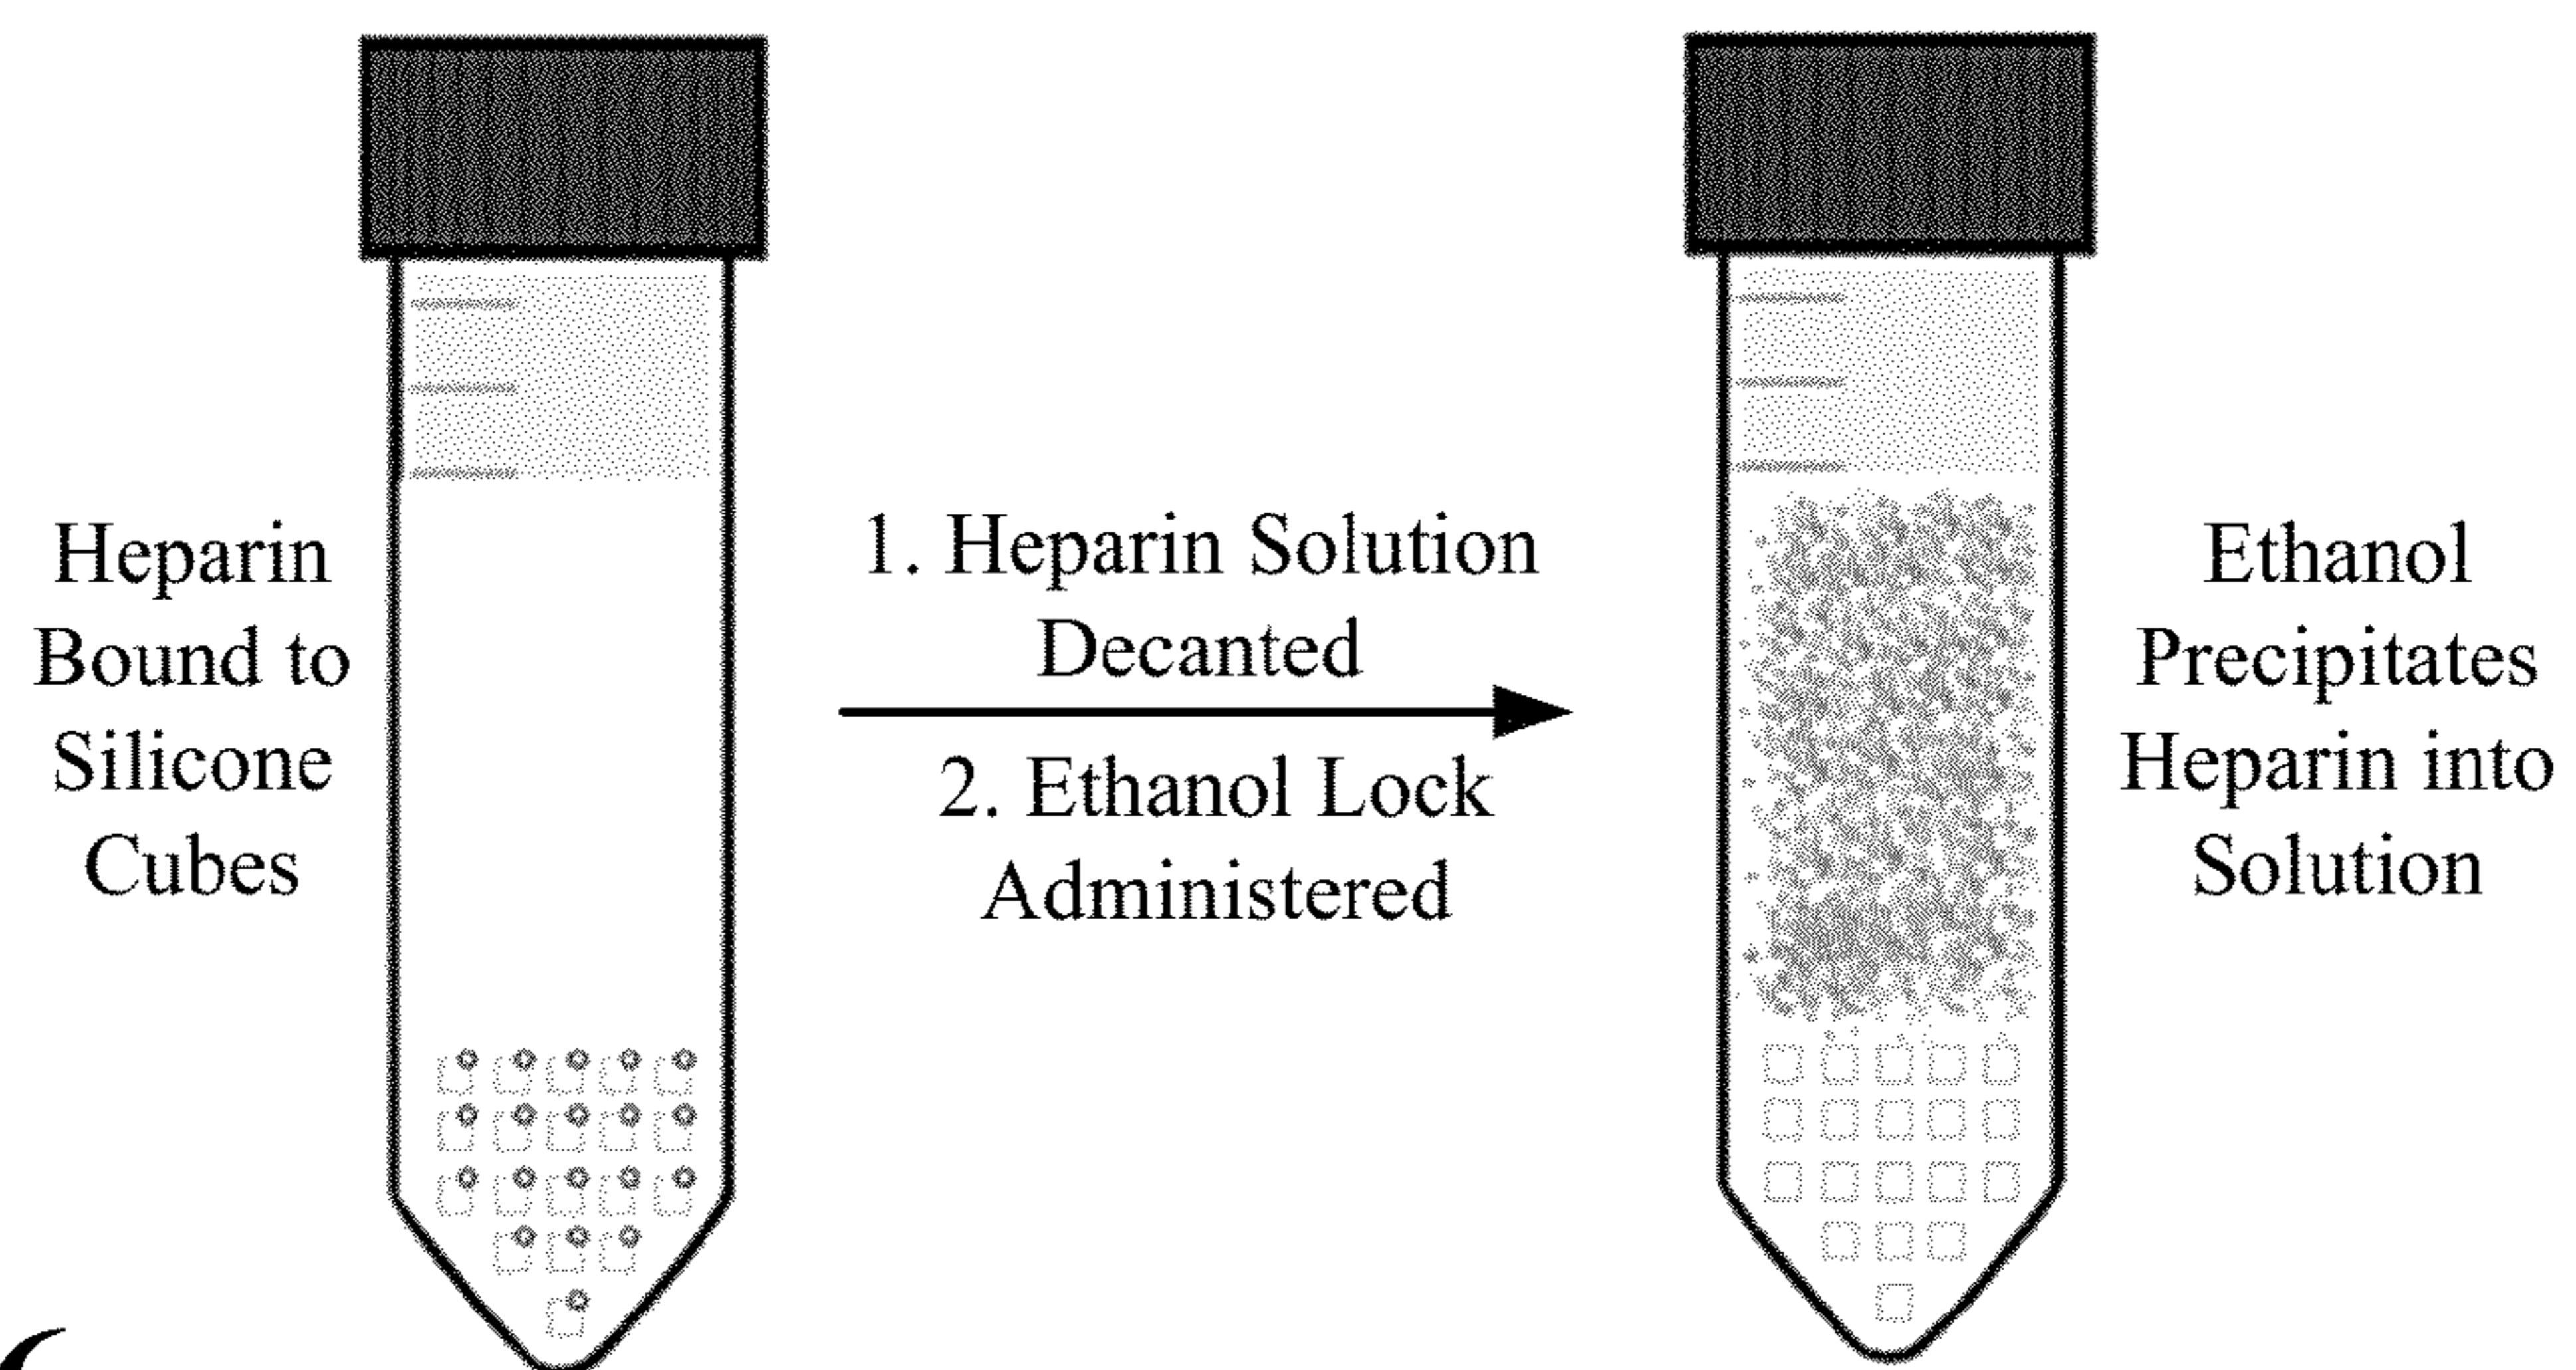 Heparin
Bound to
Silicone
Cubes
1. Heparin Solution
Decanted
2. Ethanol Lock
Administered
Ethanol
Precipitates
Heparin into
Solution